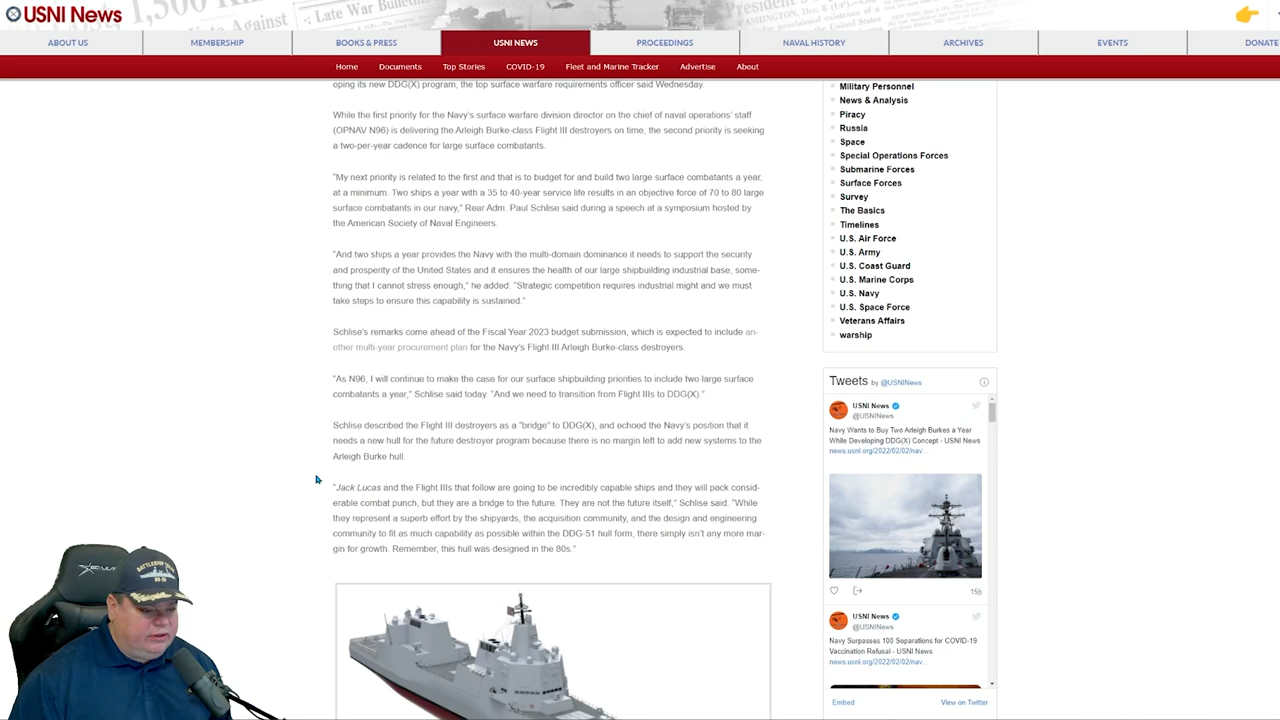 USNI News
ABOUT US
MEMBERSHIP
BOOKS & PRESS
USNI NEWS
PROCEEDINGS
NAVAL HISTORY
ARCHIVES
EVENTS
DONATE
Home
Documents
Top Stories
COVID-19
Fleet and Marine Tracker
Advertise
About
oping its new DDG(X) program, the top surface warfare requirements officer said Wednesday.
While the first priority for the Navy's surface warfare division director on the chief of naval operations' staff
(OPNAV N96) is delivering the Arleigh Burke-class Flight III destroyers on time, the second priority is seeking
a two-per-year cadence for large surface combatants.
"My next priority is related to the first and that is to budget for and build two large surface combatants a year,
at a minimum. Two ships a year with a 35 to 40-year service life results in an objective force of 70 to 80 large
surface combatants in our navy," Rear Adm. Paul Schlise said during a speech at a symposium hosted by
the American Society of Naval Engineers.
"And two ships a year provides the Navy with the multi-domain dominance it needs to support the security
and prosperity of the United States and it ensures the health of our large shipbuilding industrial base, some-
thing that I cannot stress enough," he added. "Strategic competition requires industrial might and we must
take steps to ensure this capability is sustained."
Schlise's remarks come ahead of the Fiscal Year 2023 budget submission, which is expected to include an-
other multi-year procurement plan for the Navy's Flight III Arleigh Burke-class destroyers.
"As N96, I will continue to make the case for our surface shipbuilding priorities to include two large surface
combatants a year," Schlise said today. "And we need to transition from Flight IIIs to DDG(X)."
Schlise described the Flight III destroyers as a "bridge" to DDG(X), and echoed the Navy's position that it
needs a new hull for the future destroyer program because there is no margin left to add new systems to the
Arleigh Burke hull.
"Jack Lucas and the Flight IIIs that follow are going to be incredibly capable ships and they will pack consid-
erable combat punch, but they are a bridge to the future. They are not the future itself," Schlise said. "While
they represent a superb effort by the shipyards, the acquisition community, and the design and engineering
community to fit as much capability as possible within the DDG-51 hull form, there simply isn't any more mar-
gin for growth. Remember, this hull was designed in the 80s."
Military Personnel
News & Analysis
Piracy
Russia
Space
Special Operations Forces
Submarine Forces
Surface Forces
Survey
The Basics
Timelines
U.S. Air Force
U.S. Army
U.S. Coast Guard
U.S. Marine Corps
U.S. Navy
U.S. Space Force
Veterans Affairs
warship
Tweets by @USNINews
USNI News
@USNINews
Navy Wants to Buy Two Arleigh Burkes a Year
While Developing DDG(X) Concept - USNI News
news.usni.org/2022/02/02/nav…
15h
USNI News
@USNINews
Navy Surpasses 100 Separations for COVID-19
Vaccination Refusal - USNI News
news.usni.org/2022/02/02/nav…
Embed
View on Twitter